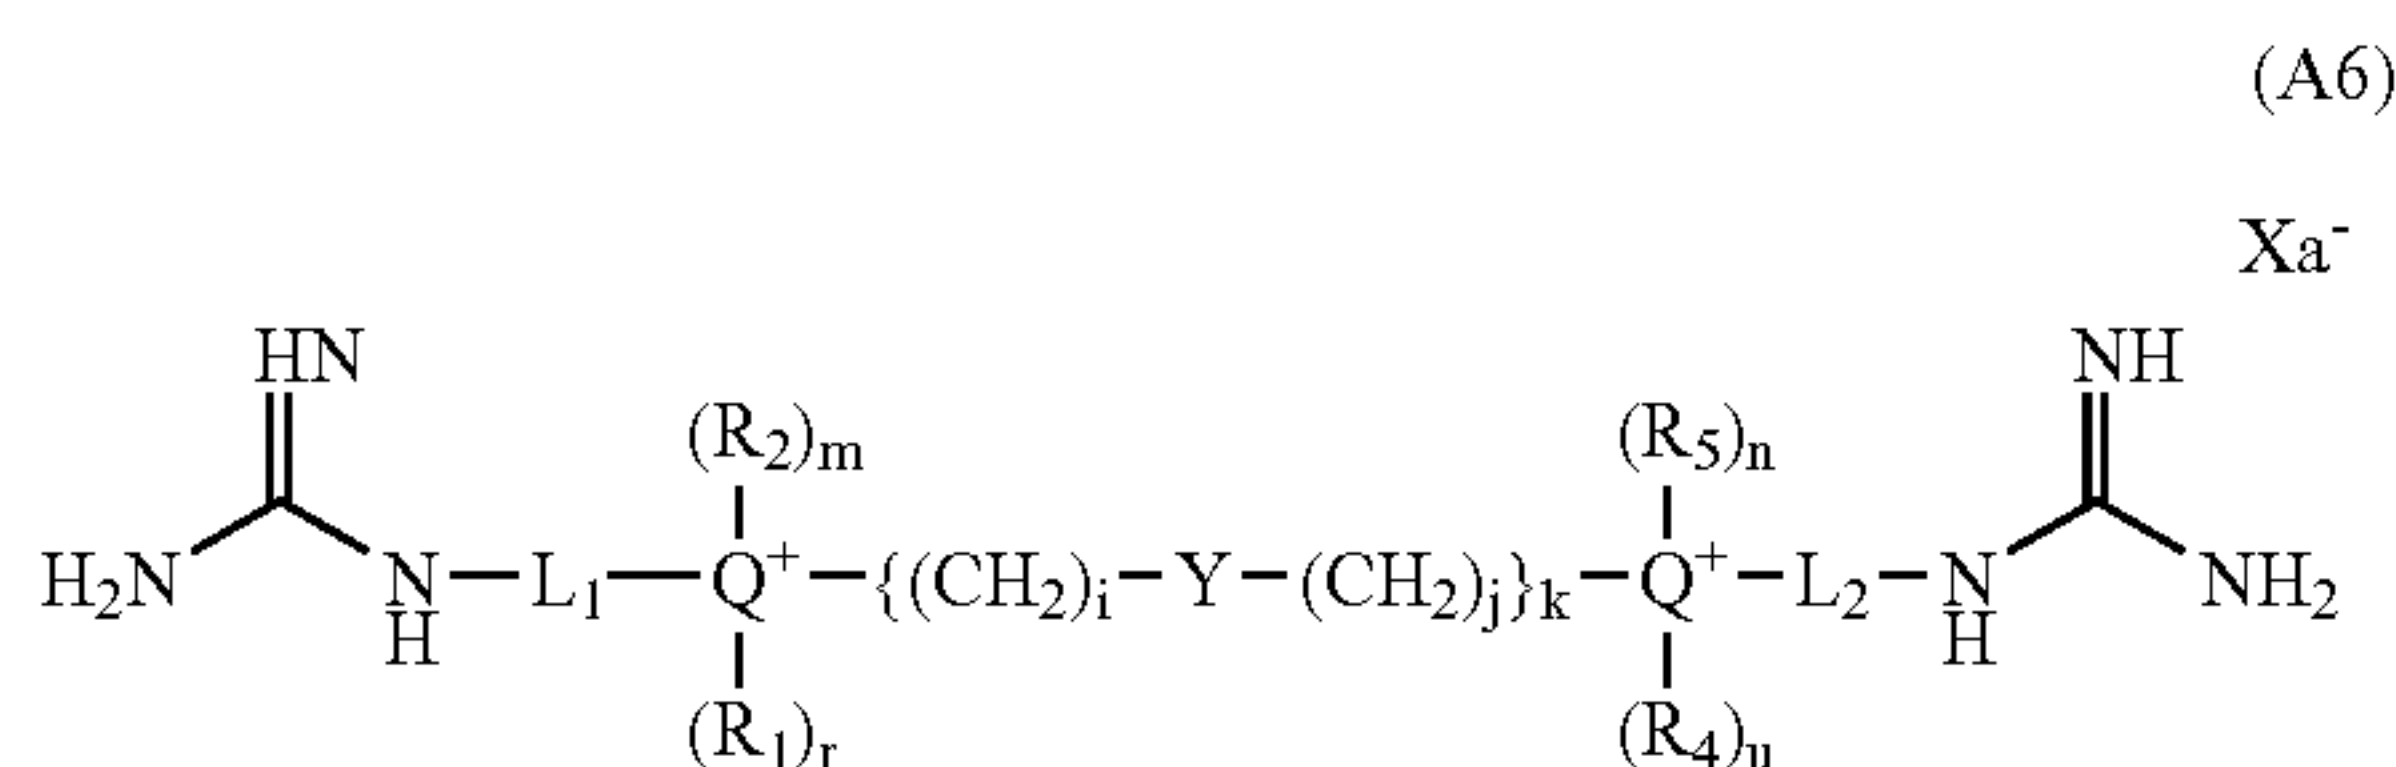 (A6)
Xa⁻
HN NH
(R₂)ₘ (R₅)ₙ
H₂N N H L₁ Q⁺ {(CH₂)ᵢ Y (CH₂)ⱼ}ₖ Q⁺ L₂ N H NH₂
(R₁)ᵣ (R₄)ᵤ